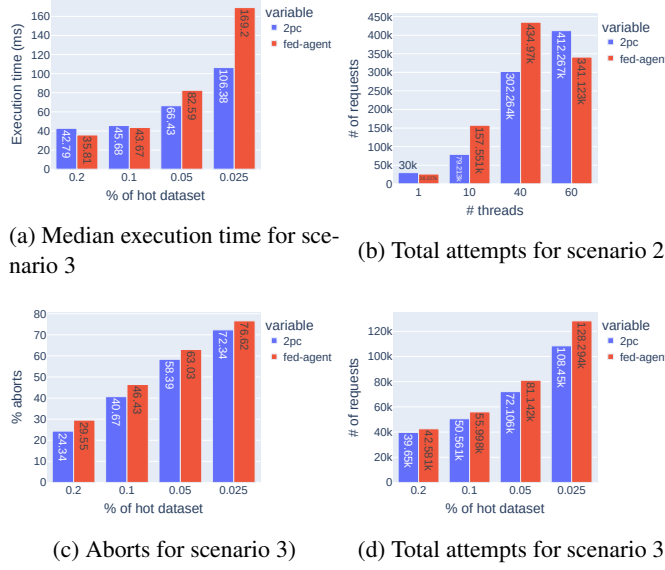 Execution time (ms)
160
140
120
100
80
60
40
20
0
42.79
35.81
45.68
43.67
66.43
82.59
106.38
169.2
0.2
0.1
0.05
0.025
% of hot dataset
variable
2pc
fed-agent
(a) Median execution time for sce-
nario 3
# of requests
450k
400k
350k
300k
250k
200k
150k
100k
50k
0
30k
79.213k
157.551k
302.264k
434.97k
412.267k
341.123k
1
10
40
60
# threads
variable
2pc
fed-agent
(b) Total attempts for scenario 2
% aborts
80
70
60
50
40
30
20
10
0
24.34
29.55
40.67
46.43
58.39
63.03
72.34
76.62
0.2
0.1
0.05
0.025
% of hot dataset
variable
2pc
fed-agent
(c) Aborts for scenario 3)
# of requests
120k
100k
80k
60k
40k
20k
0
39.65k
42.581k
50.561k
55.998k
72.106k
81.142k
108.45k
128.294k
0.2
0.1
0.05
0.025
% of hot dataset
variable
2pc
fed-agent
(d) Total attempts for scenario 3